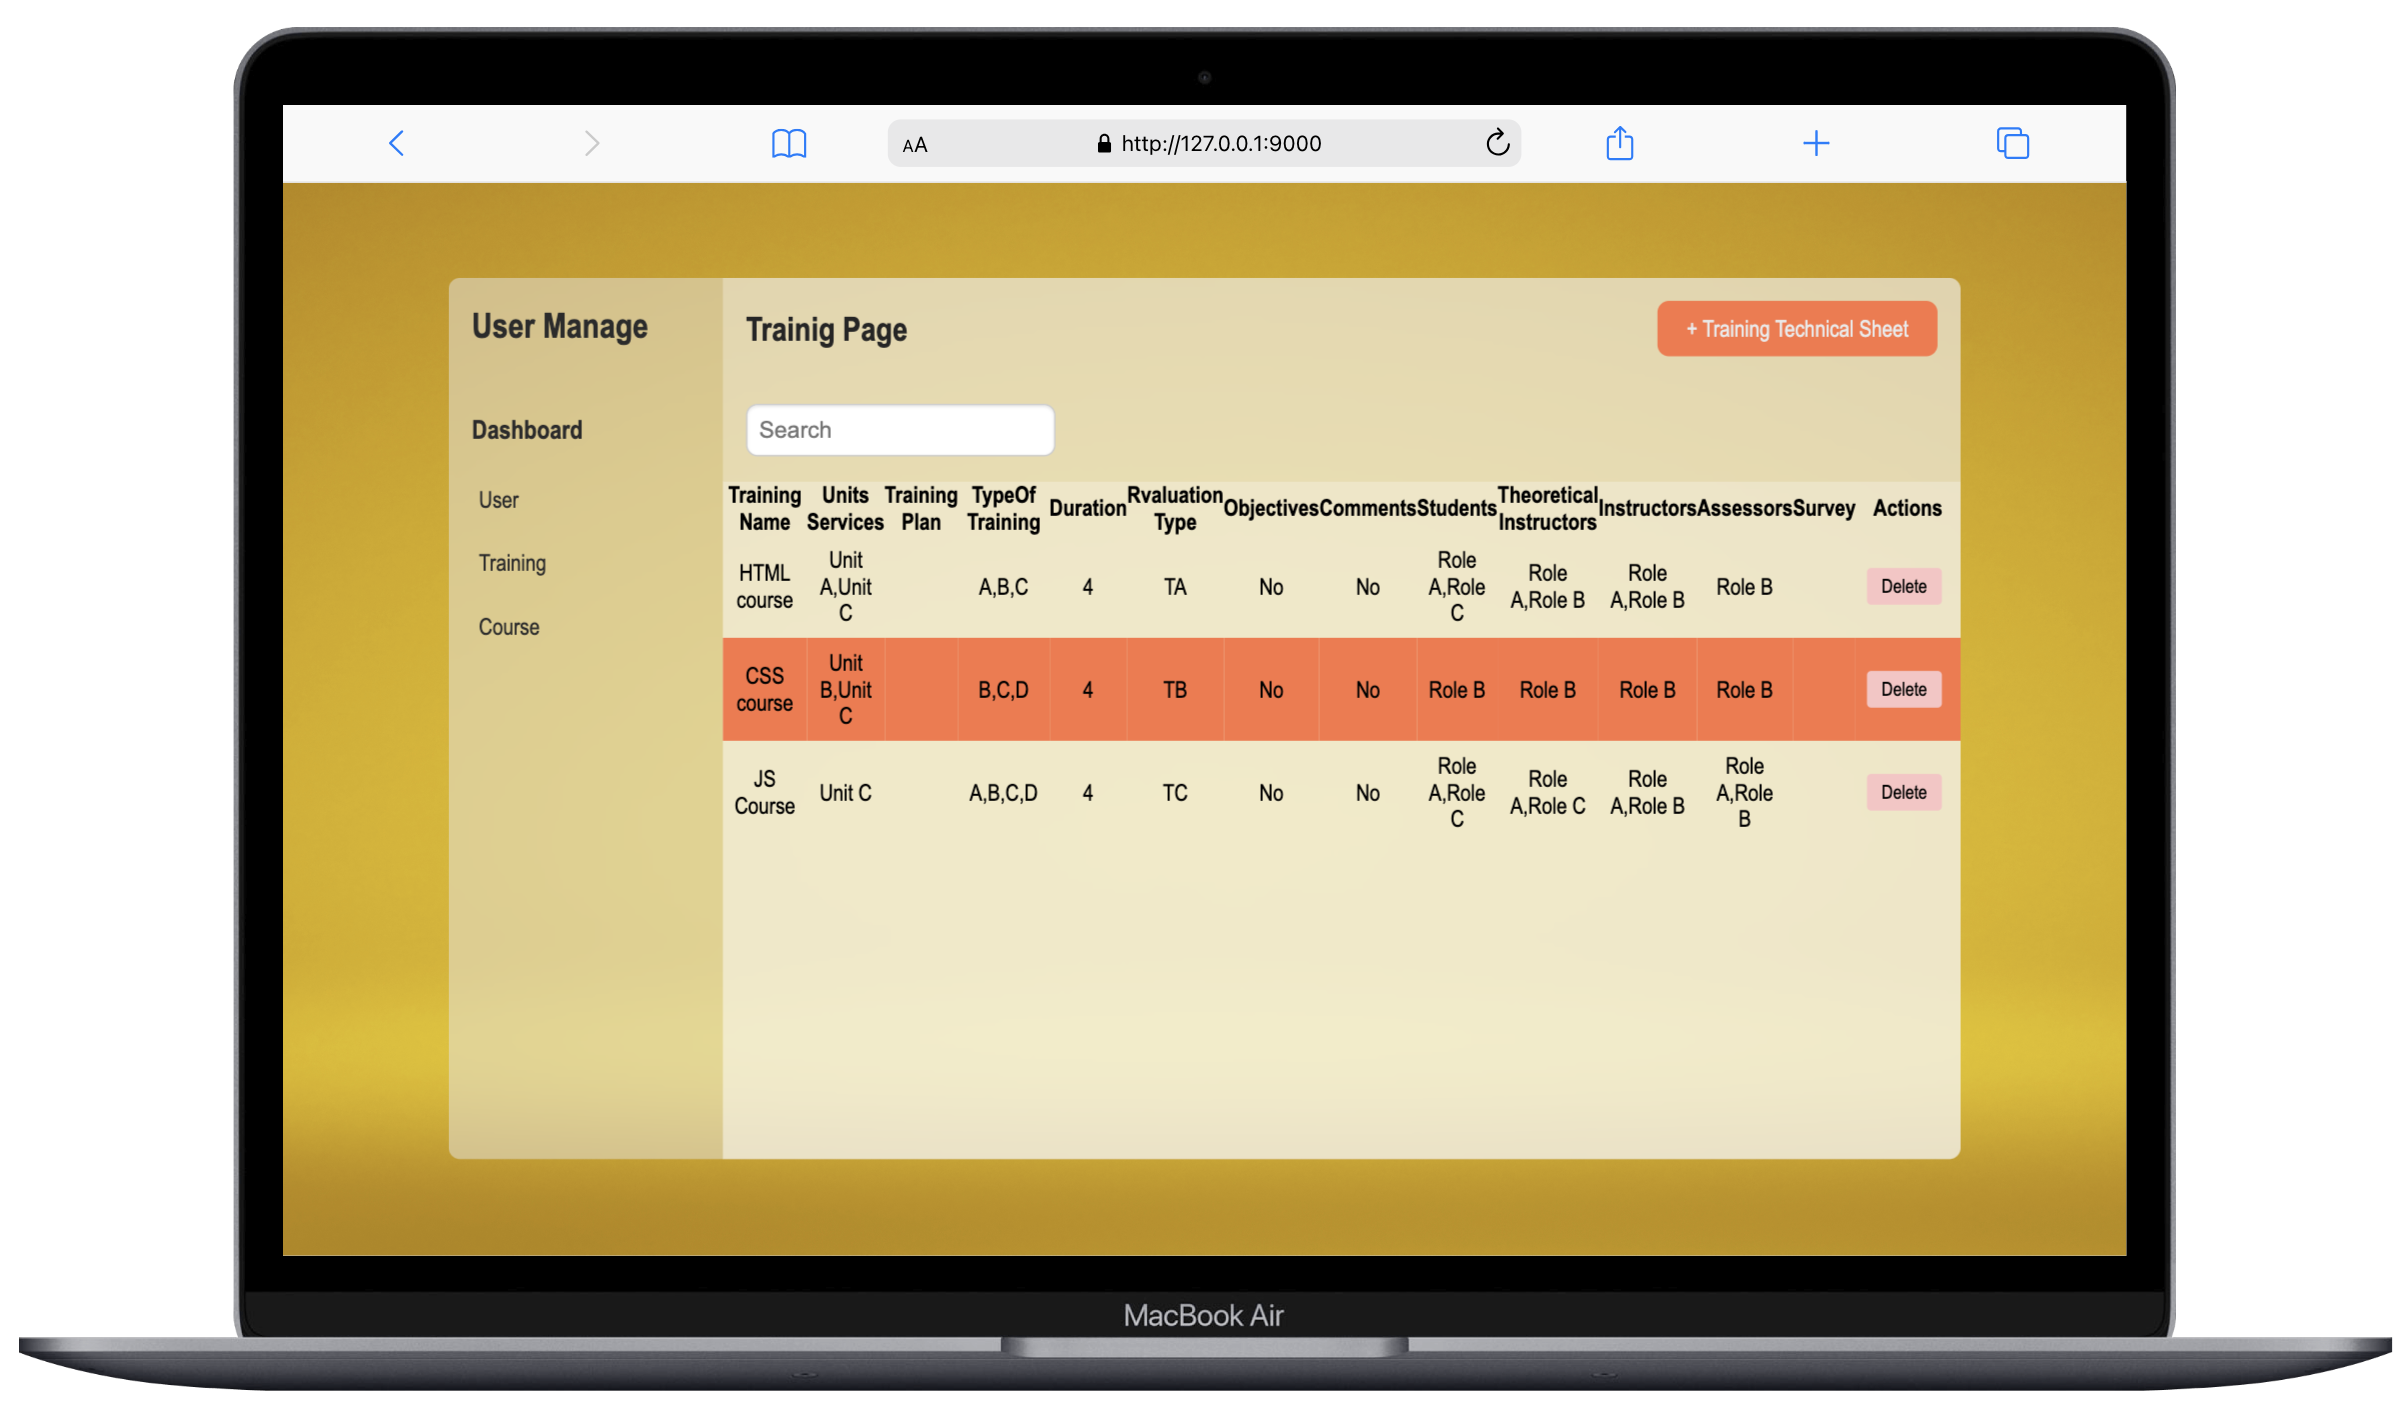 AA
http://127.0.0.1:9000
User Manage
Trainig Page
+ Training Technical Sheet
Dashboard
Search
User
Training
Course
Training Name Units Services Training Plan TypeOf Training Duration Rvaluation Type Objectives Comments Students Theoretical Instructors Instructors Assessors Survey Actions
HTML course Unit A,Unit C A,B,C 4 TA No No Role A,Role C Role A,Role B Role A,Role B Role B Delete
CSS course Unit B,Unit C B,C,D 4 TB No No Role B Role B Role B Role B Delete
JS Course Unit C A,B,C,D 4 TC No No Role A,Role C Role A,Role C Role A,Role B Role A,Role B Delete
MacBook Air